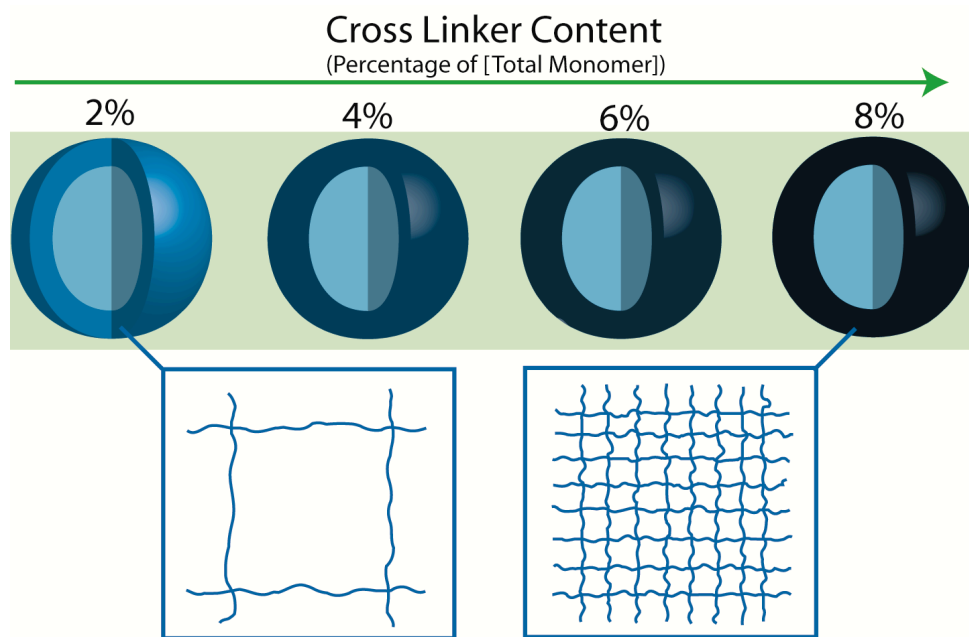 Cross Linker Content
(Percentage of [Total Monomer])
2% 4% 6% 8%